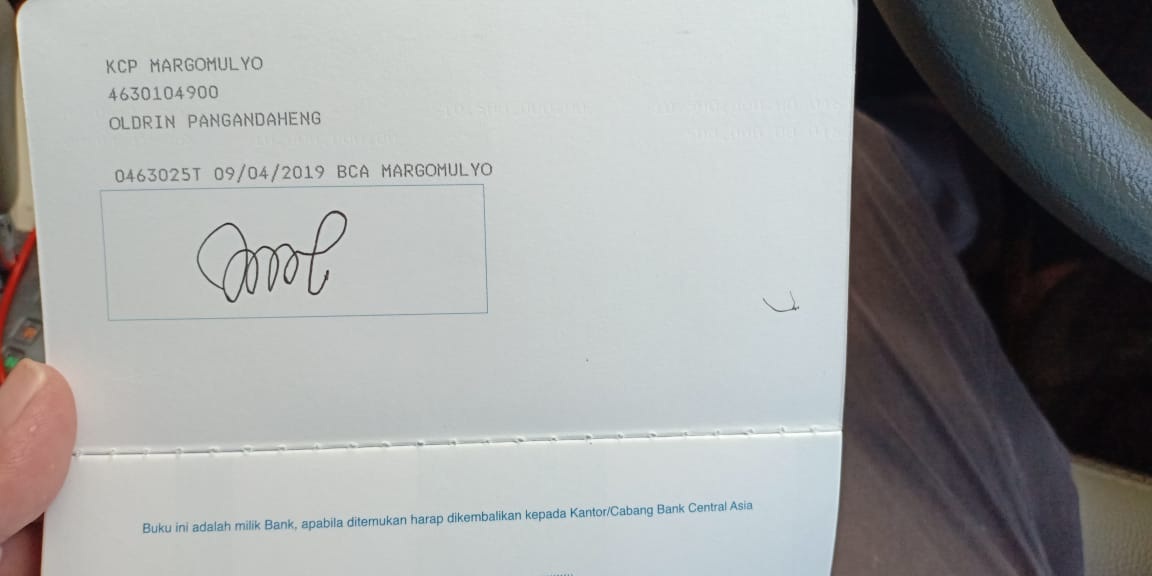 KCP MARGOMULYO
4630104900
OLDRIN PANGANDAHENG
0463025T 09/04/2019 BCA MARGOMULYO
Buku ini adalah milik Bank, apabila ditemukan harap dikembalikan kepada Kantor/Cabang Bank Central Asia